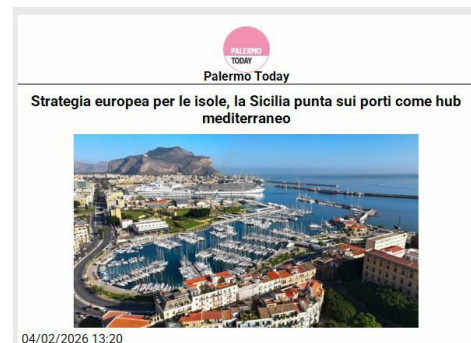 PALERMO
TODAY
Palermo Today
Strategia europea per le isole, la Sicilia punta sui porti come hub
mediterraneo
04/02/2026 13:20